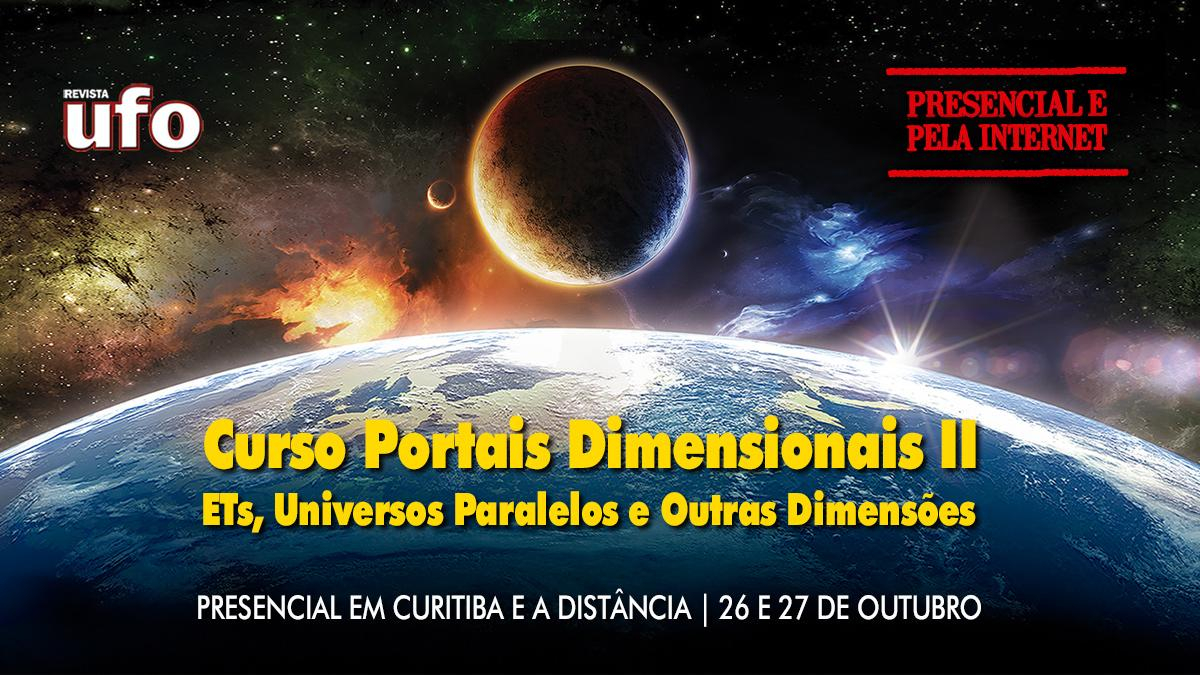 REVISTA
ufo
PRESENCIAL E
PELA INTERNET
Curso Portais Dimensionais II
ETs, Universos Paralelos e Outras Dimensões
PRESENCIAL EM CURITIBA E A DISTÂNCIA | 26 E 27 DE OUTUBRO